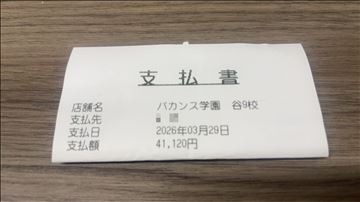 支払書
店舗名 バカンス学園 谷9校
支払先
支払日 2026年03月29日
支払額 41,120円